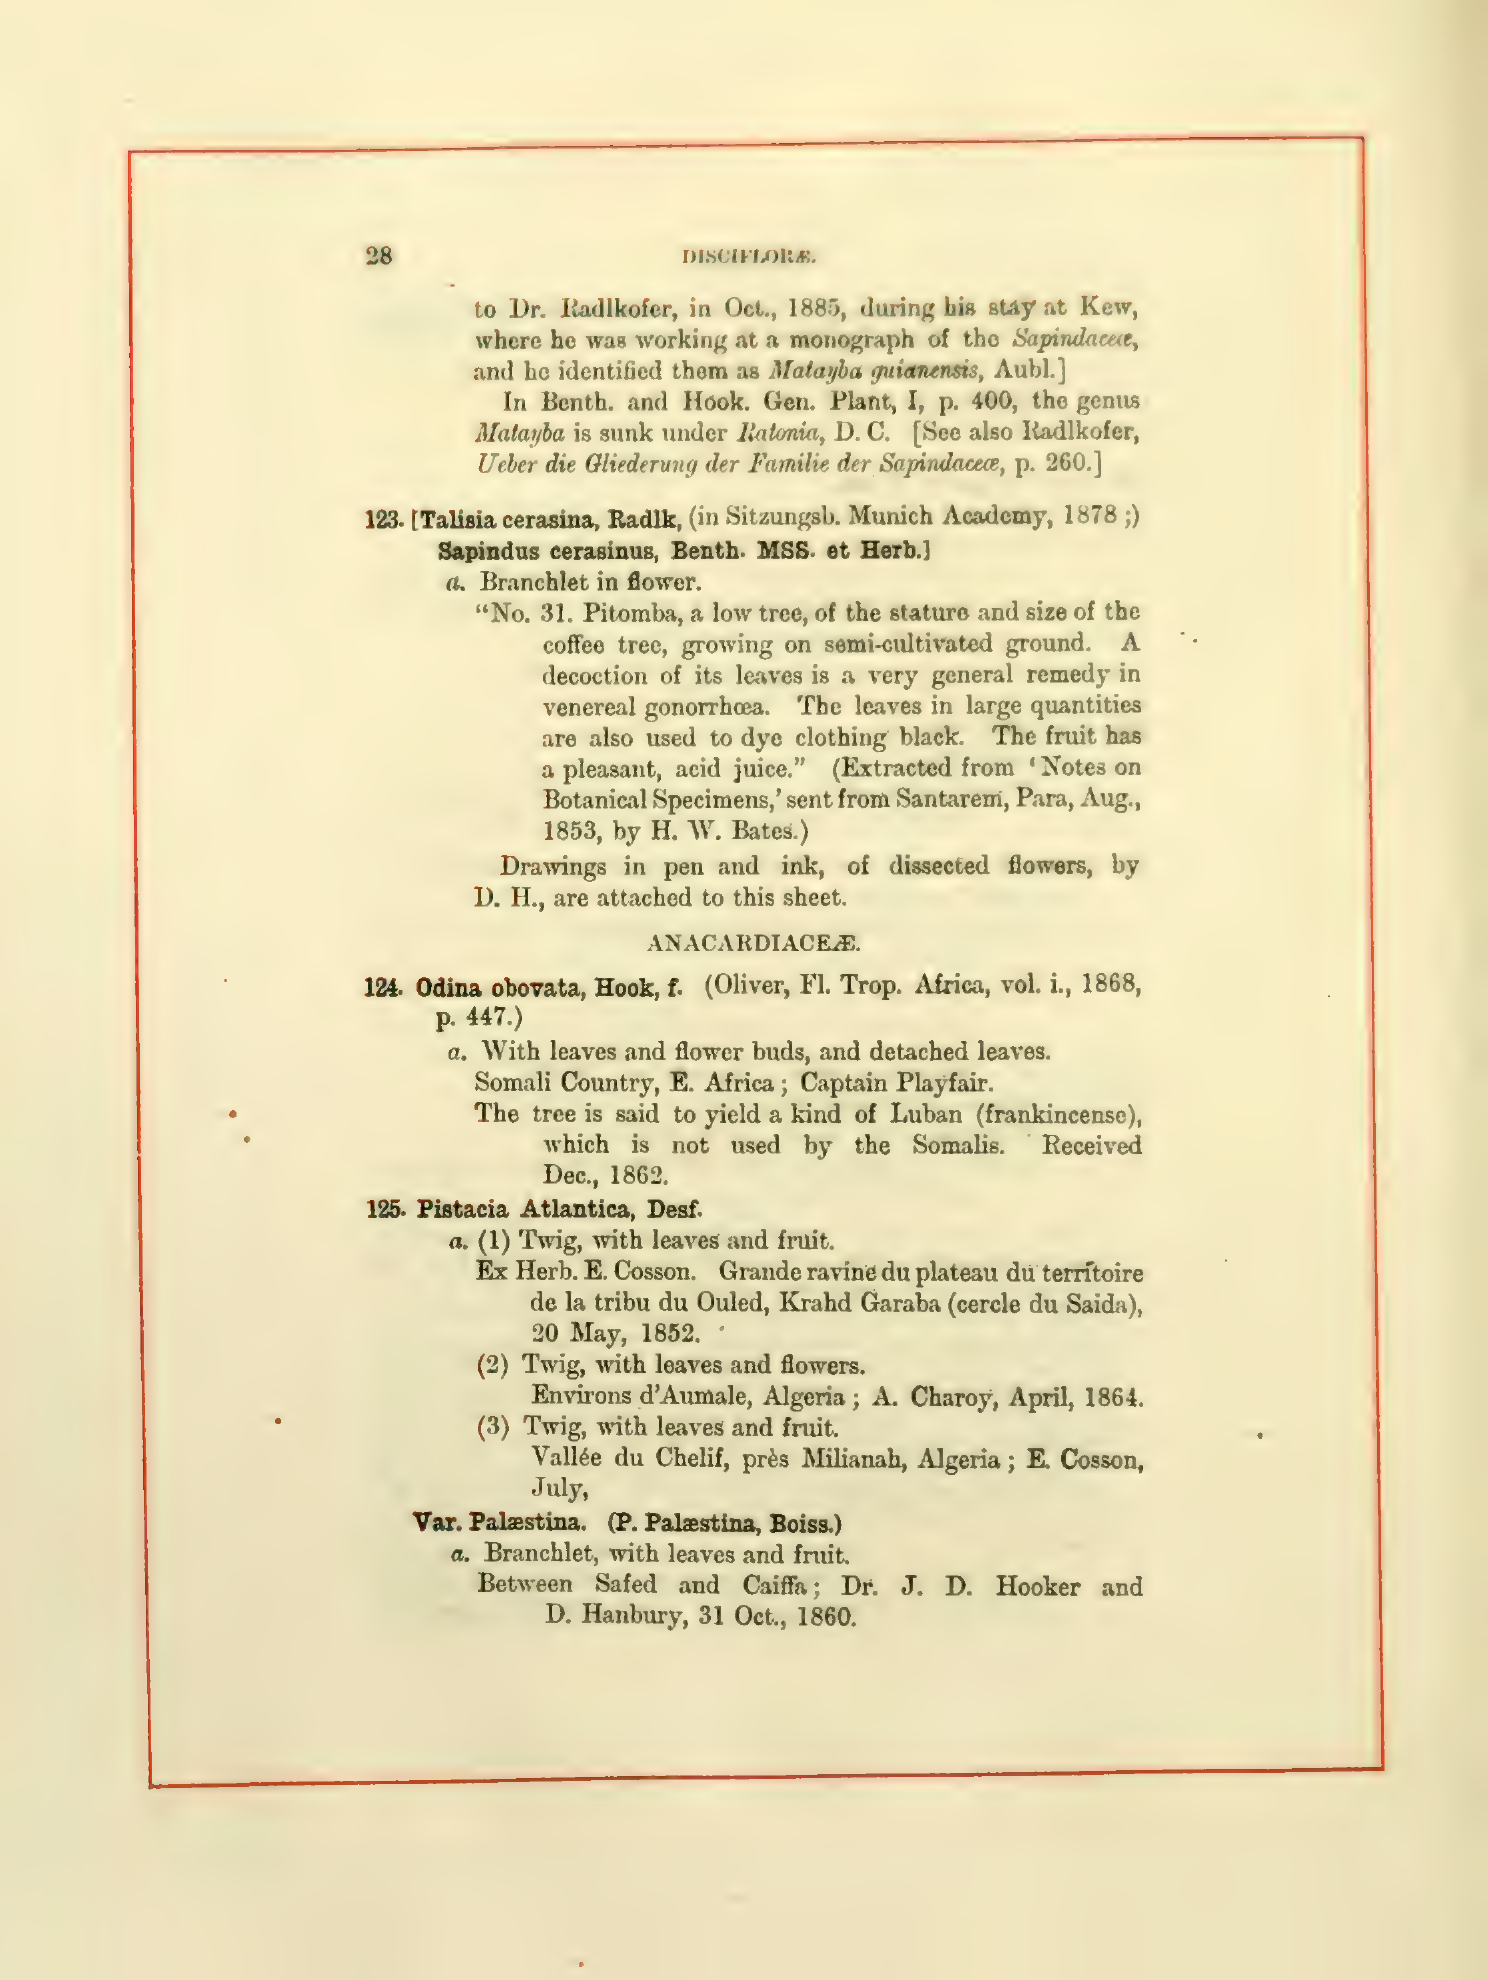 28 DISCIFLORÆ.
to Dr. Radlkofer, in Oct., 1885, during his stay at Kew,
where he was working at a monograph of the Sapindaceæ,
and he identified them as Matayba guianensis, Aubl.]
In Benth. and Hook. Gen. Plant, I, p. 400, the genus
Matayba is sunk under Ratonia, D. C. [See also Radlkofer,
Ueber die Gliederung der Familie der Sapindaceæ, p. 260.]
123. [Talisia cerasina, Radlk, (in Sitzungsb. Munich Academy, 1878 ;)
Sapindus cerasinus, Benth. MSS. et Herb.]
a. Branchlet in flower.
“No. 31. Pitomba, a low tree, of the stature and size of the
coffee tree, growing on semi-cultivated ground. A
decoction of its leaves is a very general remedy in
venereal gonorrhœa. The leaves in large quantities
are also used to dye clothing black. The fruit has
a pleasant, acid juice.” (Extracted from ‘Notes on
Botanical Specimens,’ sent from Santarem, Para, Aug.,
1853, by H. W. Bates.)
Drawings in pen and ink, of dissected flowers, by
D. H., are attached to this sheet.
ANACARDIACEÆ.
124. Odina obovata, Hook, f. (Oliver, Fl. Trop. Africa, vol. i., 1868,
p. 447.)
a. With leaves and flower buds, and detached leaves.
Somali Country, E. Africa ; Captain Playfair.
The tree is said to yield a kind of Luban (frankincense),
which is not used by the Somalis. Received
Dec., 1862.
125. Pistacia Atlantica, Desf.
a. (1) Twig, with leaves and fruit.
Ex Herb. E. Cosson. Grande ravine du plateau du territoire
de la tribu du Ouled, Krahd Garaba (cercle du Saida),
20 May, 1852.
(2) Twig, with leaves and flowers.
Environs d’Aumale, Algeria ; A. Charoy, April, 1864.
(3) Twig, with leaves and fruit.
Vallée du Chelif, près Milianah, Algeria ; E. Cosson,
July,
Var. Palæstina. (P. Palæstina, Boiss.)
a. Branchlet, with leaves and fruit.
Between Safed and Caiffa ; Dr. J. D. Hooker and
D. Hanbury, 31 Oct., 1860.